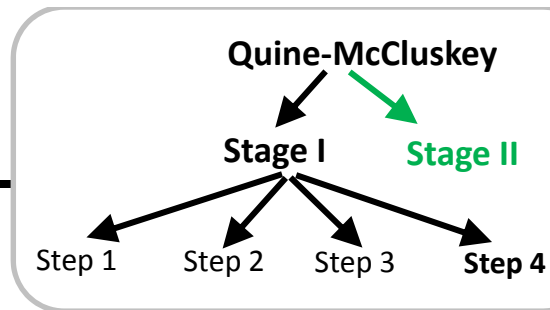 Quine-McCluskey
Stage I
Stage II
Step 1
Step 2
Step 3
Step 4